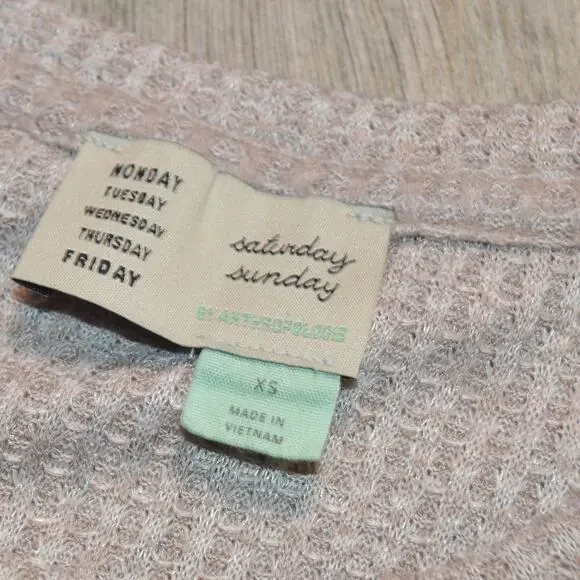 MONDAY
TUESDAY
WEDNESDAY
THURSDAY
FRIDAY
saturday
sunday
BY ANTHROPOLOGIE
XS
MADE IN
VIETNAM